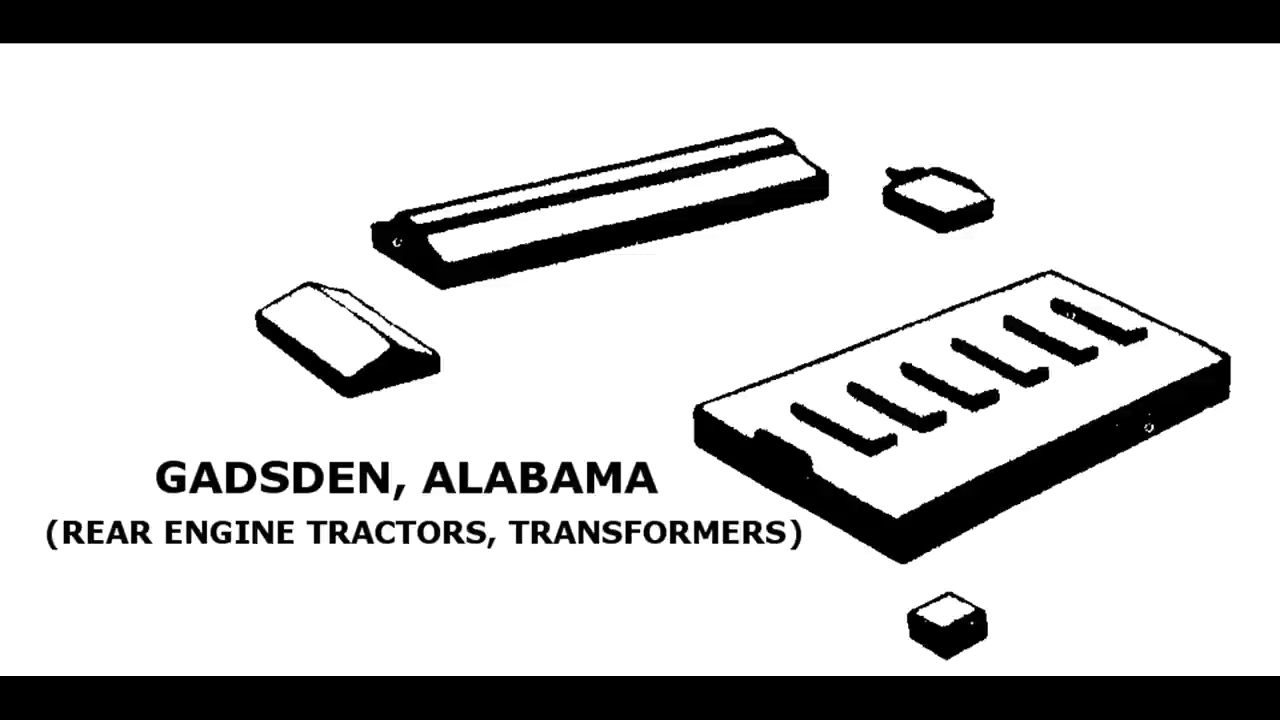 GADSDEN, ALABAMA
(REAR ENGINE TRACTORS, TRANSFORMERS)